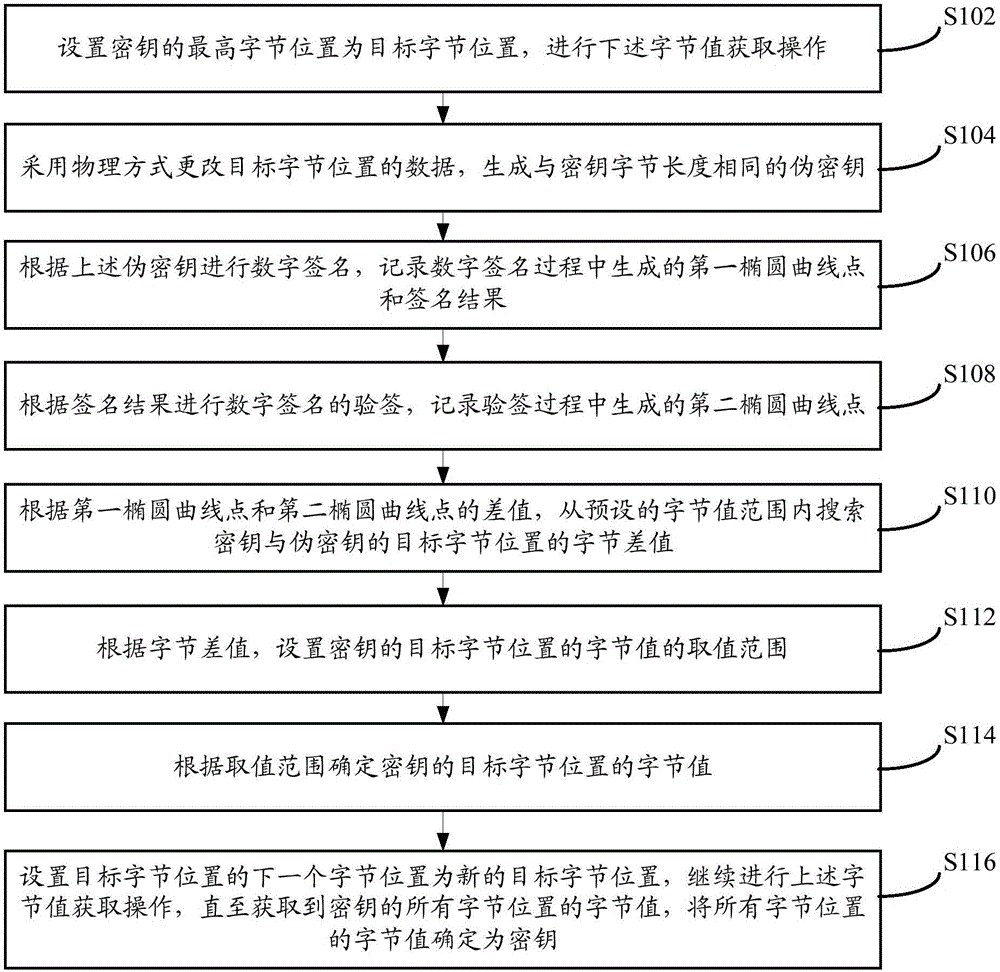 S102
设置密钥的最高字节位置为目标字节位置，进行下述字节值获取操作
S104
采用物理方式更改目标字节位置的数据，生成与密钥字节长度相同的伪密钥
S106
根据上述伪密钥进行数字签名，记录数字签名过程中生成的第一椭圆曲线点
和签名结果
S108
根据签名结果进行数字签名的验签，记录验签过程中生成的第二椭圆曲线点
S110
根据第一椭圆曲线点和第二椭圆曲线点的差值，从预设的字节值范围内搜索
密钥与伪密钥的目标字节位置的字节差值
S112
根据字节差值，设置密钥的目标字节位置的字节值的取值范围
S114
根据取值范围确定密钥的目标字节位置的字节值
S116
设置目标字节位置的下一个字节位置为新的目标字节位置，继续进行上述字
节值获取操作，直至获取到密钥的所有字节位置的字节值，将所有字节位置
的字节值确定为密钥